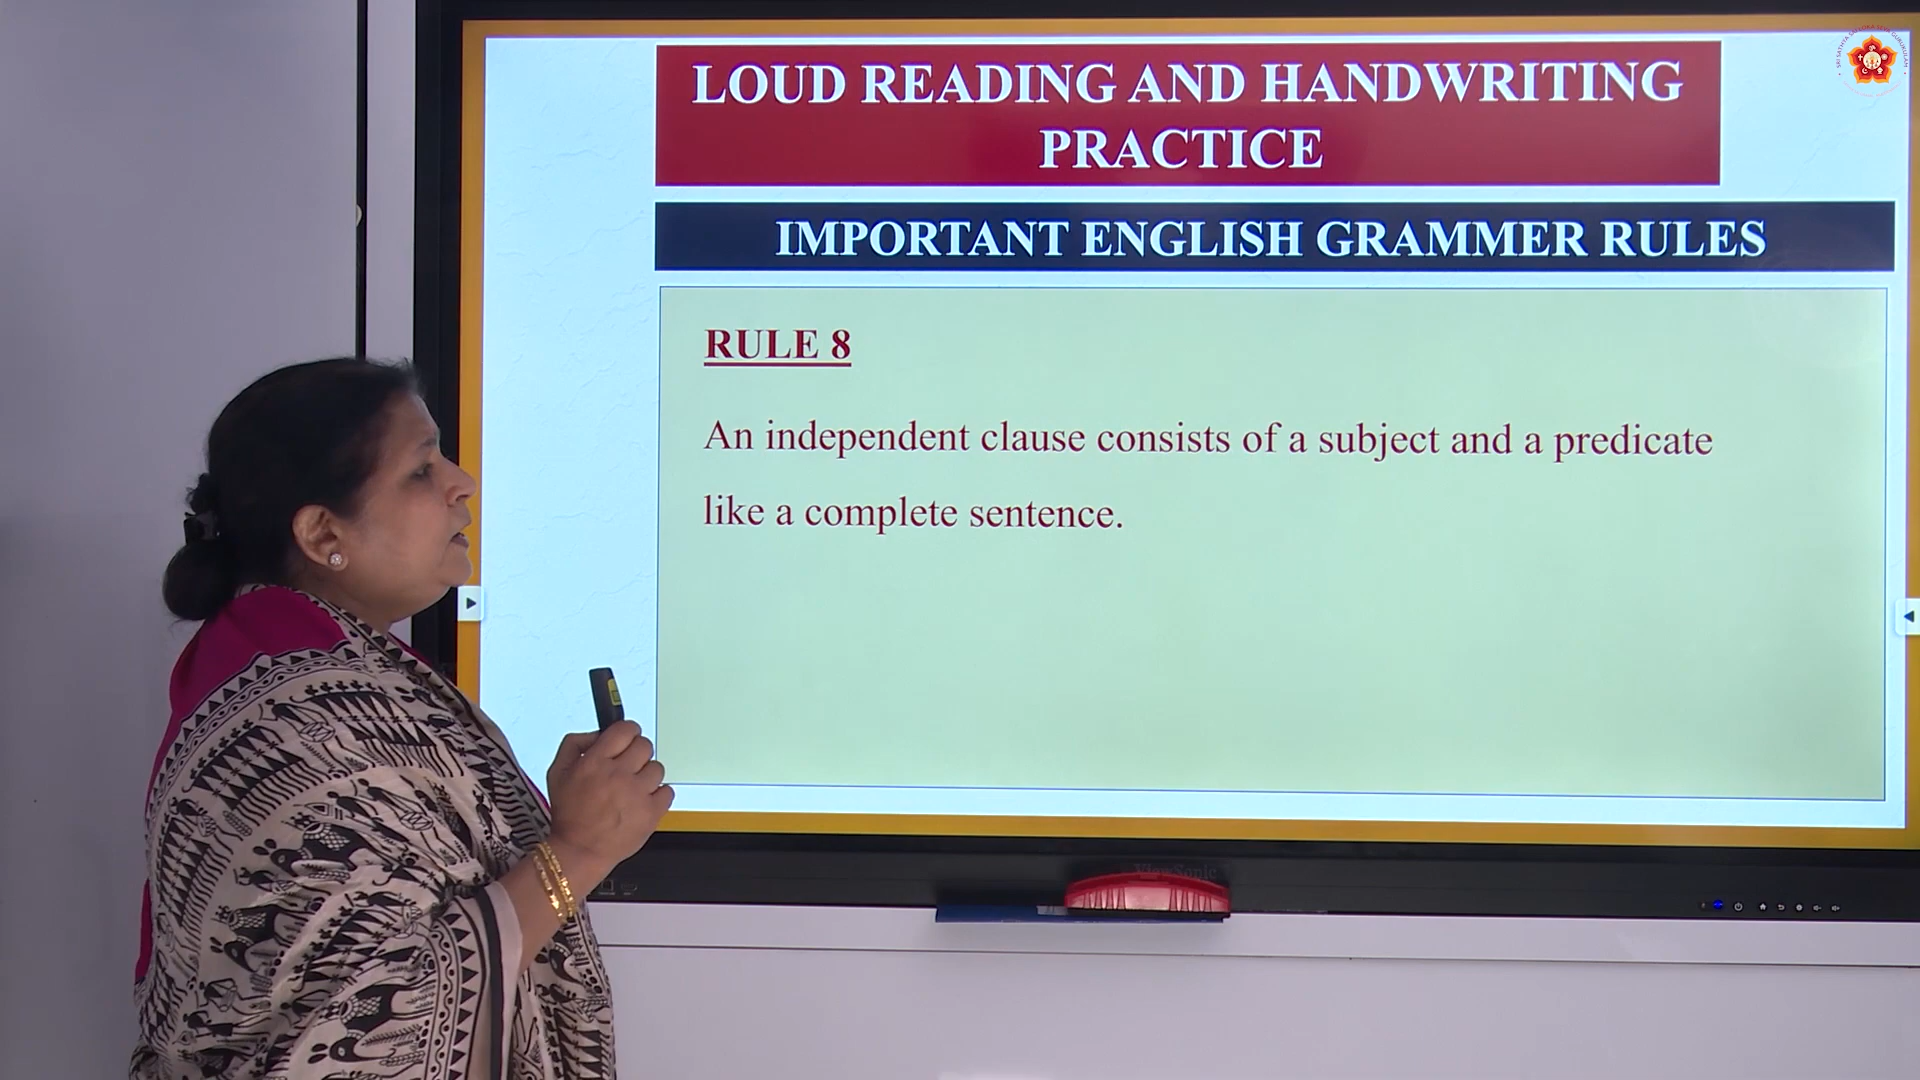 LOUD READING AND HANDWRITING
PRACTICE
IMPORTANT ENGLISH GRAMMER RULES
RULE 8
An independent clause consists of a subject and a predicate
like a complete sentence.
ViewSonic